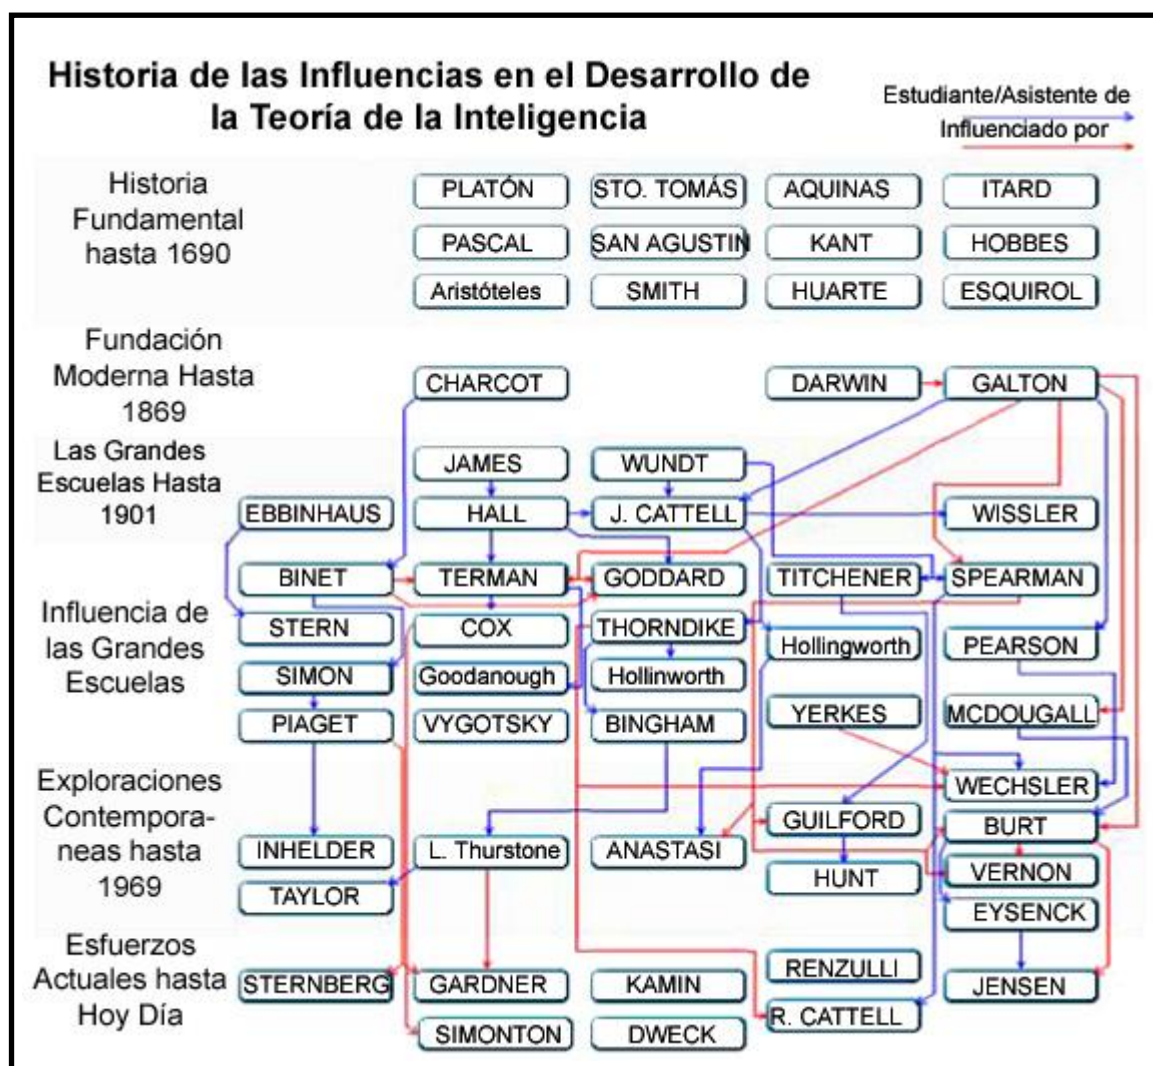 Historia de las Influencias en el Desarrollo de
la Teoría de la Inteligencia
Estudiante/Asistente de
Influenciado por
Historia
Fundamental
hasta 1690
PLATÓN
STO. TOMÁS
AQUINAS
ITARD
PASCAL
SAN AGUSTIN
KANT
HOBBES
Aristóteles
SMITH
HUARTE
ESQUIROL
Fundación
Moderna Hasta
1869
CHARCOT
DARWIN
GALTON
Las Grandes
Escuelas Hasta
1901
JAMES
WUNDT
EBBINHAUS
HALL
J. CATTELL
WISSLER
Influencia de
las Grandes
Escuelas
BINET
TERMAN
GODDARD
TITCHENER
SPEARMAN
STERN
COX
THORNDIKE
Hollingworth
PEARSON
SIMON
Goodanough
Hollinworth
PIAGET
VYGOTSKY
BINGHAM
YERKES
MCDOUGALL
Exploraciones
Contempora-
neas hasta
1969
WECHSLER
GUILFORD
BURT
INHELDER
L. Thurstone
ANASTASI
HUNT
VERNON
TAYLOR
EYSENCK
Esfuerzos
Actuales hasta
Hoy Día
STERNBERG
GARDNER
KAMIN
RENZULLI
JENSEN
SIMONTON
DWECK
R. CATTELL